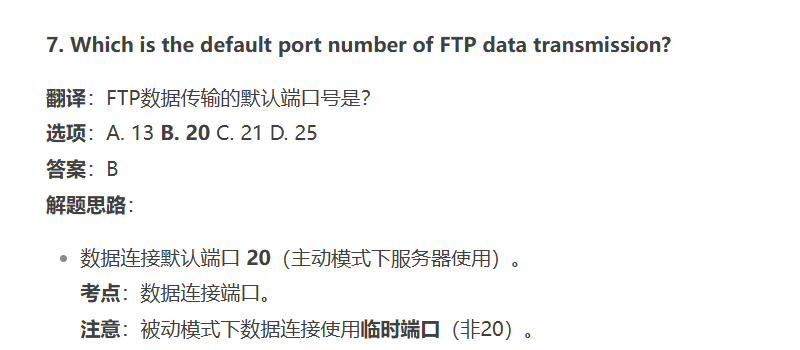 7. Which is the default port number of FTP data transmission?
翻译：FTP数据传输的默认端口号是？
选项：A. 13 B. 20 C. 21 D. 25
答案：B
解题思路：
数据连接默认端口 20（主动模式下服务器使用）。
考点：数据连接端口。
注意：被动模式下数据连接使用临时端口（非20）。